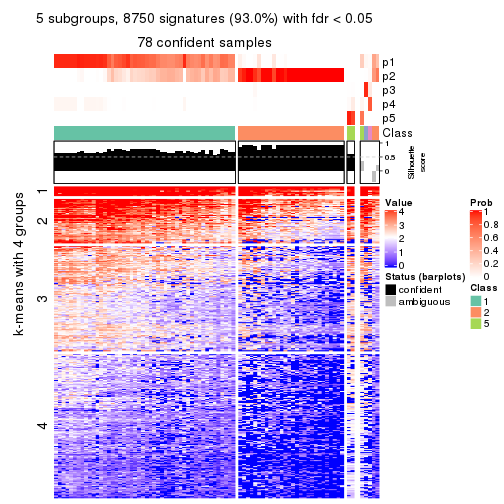 5 subgroups, 8750 signatures (93.0%) with fdr < 0.05
78 confident samples
p1
p2
p3
p4
p5
Class
1
0.5
0
Silhouette
score
k-means with 4 groups
1
2
3
4
Value
4
3
2
1
0
Status (barplots)
confident
ambiguous
Prob
1
0.8
0.6
0.4
0.2
0
Class
1
2
5